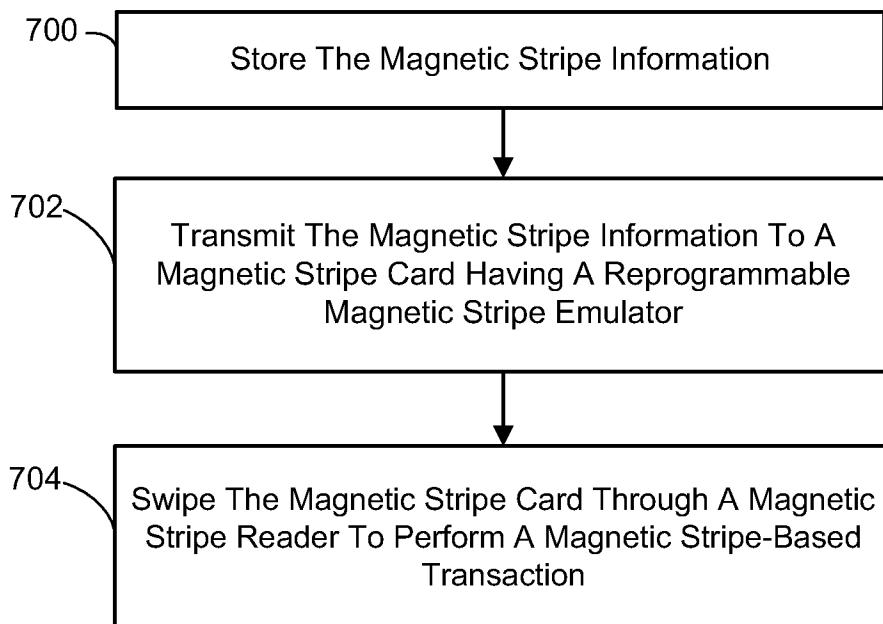 700
Store The Magnetic Stripe Information
702
Transmit The Magnetic Stripe Information To A
Magnetic Stripe Card Having A Reprogrammable
Magnetic Stripe Emulator
704
Swipe The Magnetic Stripe Card Through A Magnetic
Stripe Reader To Perform A Magnetic Stripe-Based
Transaction